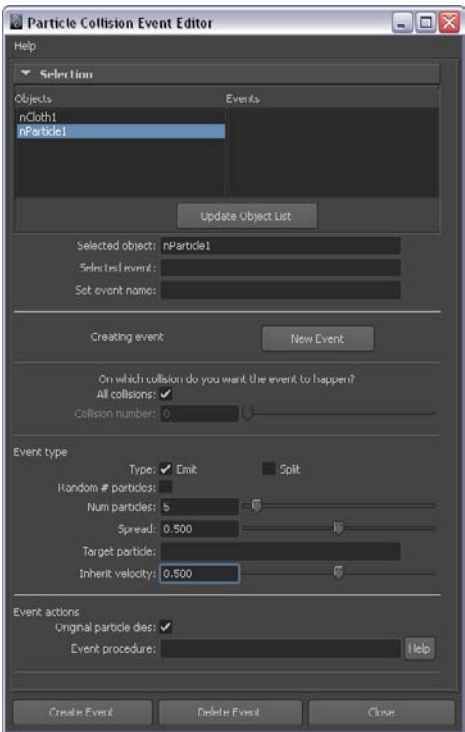 Particle Collision Event Editor
Help
Selection
Objects
Events
nCloth1
nParticle1
Update Object List
Selected object: nParticle1
Selected event:
Set event name:
Creating event
New Event
On which collision do you want the event to happen?
All collisions:
Collision number: 0
Event type
Type: Emit Split
Random # particles:
Num particles: 5
Spread: 0.500
Target particle:
Inherit velocity: 0.500
Event actions
Original particle dies:
Event procedure: Help
Create Event
Delete Event
Close